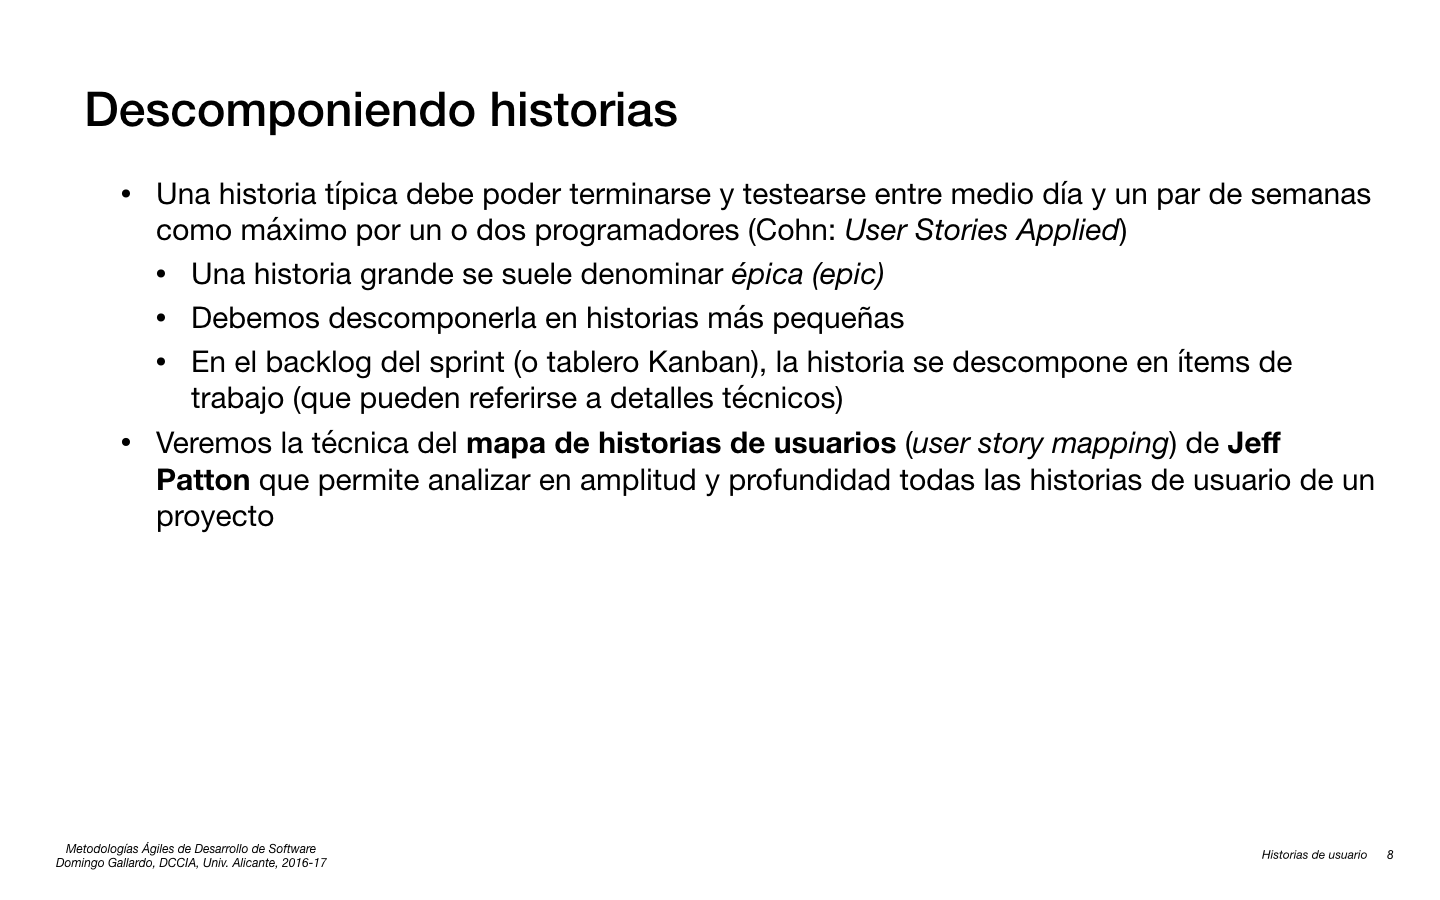 Descomponiendo historias
• Una historia típica debe poder terminarse y testearse entre medio día y un par de semanas
como máximo por un o dos programadores (Cohn: User Stories Applied)
• Una historia grande se suele denominar épica (epic)
• Debemos descomponerla en historias más pequeñas
• En el backlog del sprint (o tablero Kanban), la historia se descompone en ítems de
trabajo (que pueden referirse a detalles técnicos)
• Veremos la técnica del mapa de historias de usuarios (user story mapping) de Jeff
Patton que permite analizar en amplitud y profundidad todas las historias de usuario de un
proyecto
Metodologías Ágiles de Desarrollo de Software
Domingo Gallardo, DCCIA, Univ. Alicante, 2016-17
Historias de usuario 8